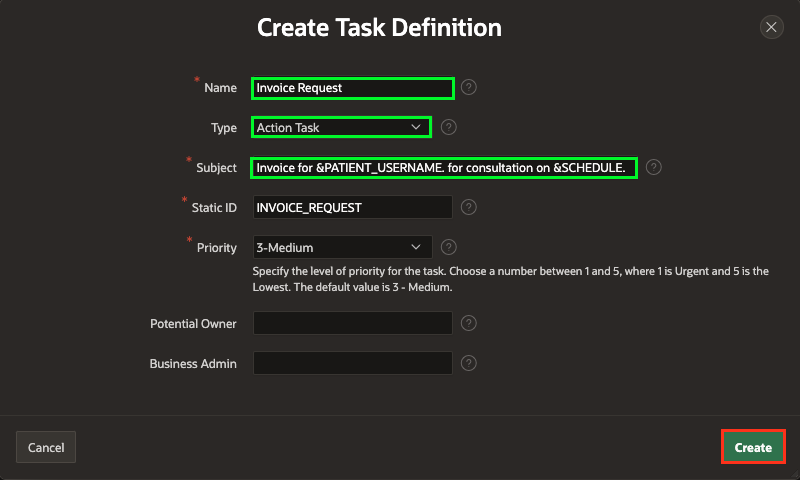 Create Task Definition
* Name Invoice Request ?
Type Action Task ?
* Subject Invoice for &PATIENT_USERNAME. for consultation on &SCHEDULE. ?
* Static ID INVOICE_REQUEST ?
* Priority 3-Medium ?
Specify the level of priority for the task. Choose a number between 1 and 5, where 1 is Urgent and 5 is the
Lowest. The default value is 3 - Medium.
Potential Owner ?
Business Admin ?
Cancel Create